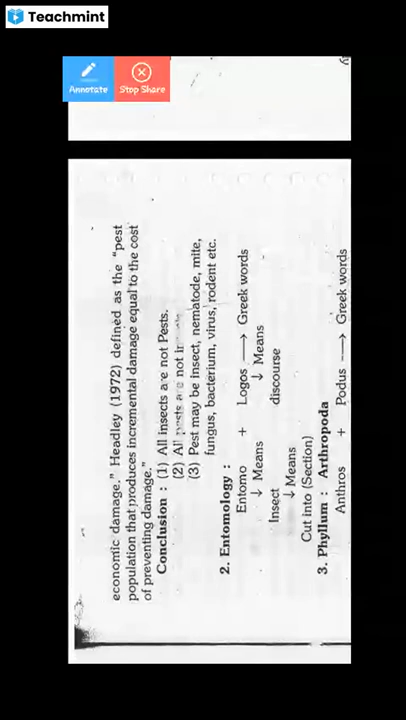 Teachmint
Annotate
Stop Share
economic damage." Headley (1972) defined as the "pest
population that produces incremental damage equal to the cost
of preventing damage."
Conclusion : (1) All insects are not Pests.
(2) All pests are not
(3) Pest may be insect, nematode, mite,
fungus, bacterium, virus, rodent etc.
2. Entomology :
Entomo + Logos → Greek words
↓ Means ↓ Means
Insect discourse
↓ Means
Cut into (Section)
3. Phyllum : Arthropoda
Anthros + Podus → Greek words